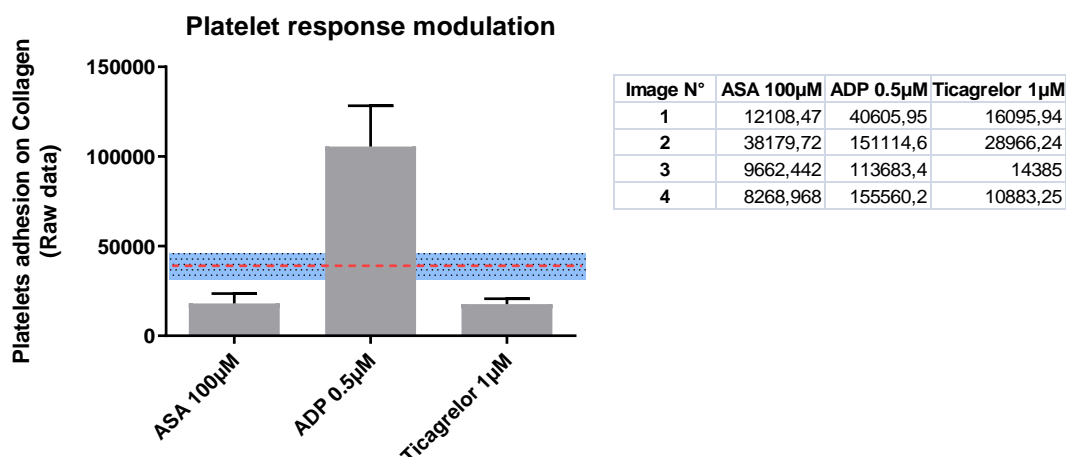 Platelet response modulation
Platelets adhesion on Collagen
(Raw data)
150000
100000
50000
0
ASA 100µM
ADP 0.5µM
Ticagrelor 1µM
Image N° ASA 100µM ADP 0.5µM Ticagrelor 1µM
1 12108,47 40605,95 16095,94
2 38179,72 151114,6 28966,24
3 9662,442 113683,4 14385
4 8268,968 155560,2 10883,25